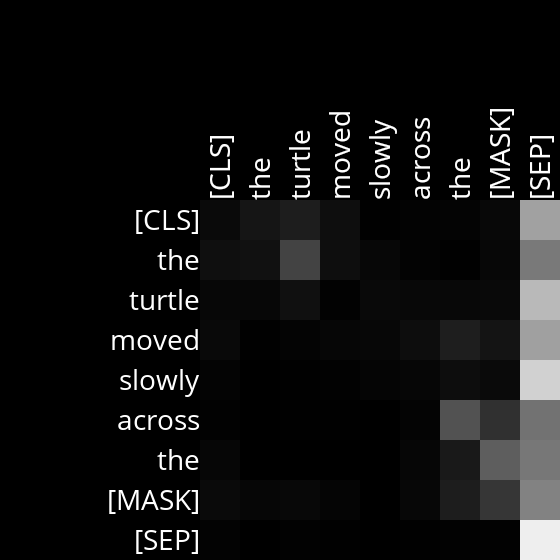 [CLS] the turtle moved slowly across the [MASK] [SEP]
[CLS]
the
turtle
moved
slowly
across
the
[MASK]
[SEP]